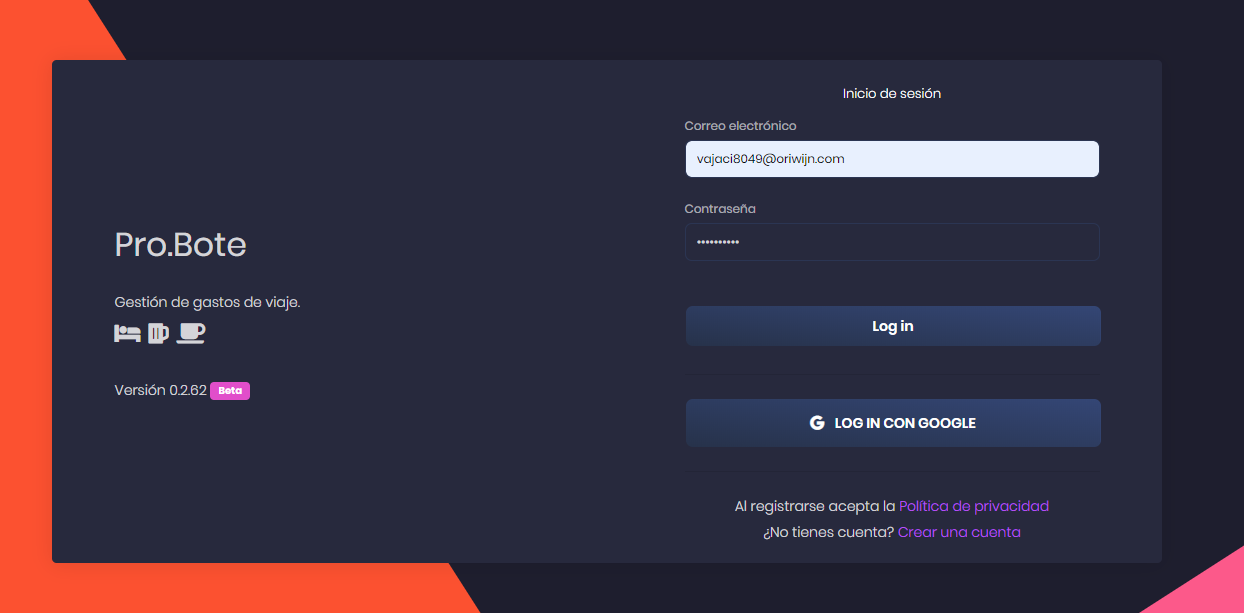 Pro.Bote
Gestión de gastos de viaje.
Versión 0.2.62 Beta
Inicio de sesión
Correo electrónico
vajaci8049@oriwijn.com
Contraseña
••••••••••
Log in
G LOG IN CON GOOGLE
Al registrarse acepta la Política de privacidad
¿No tienes cuenta? Crear una cuenta